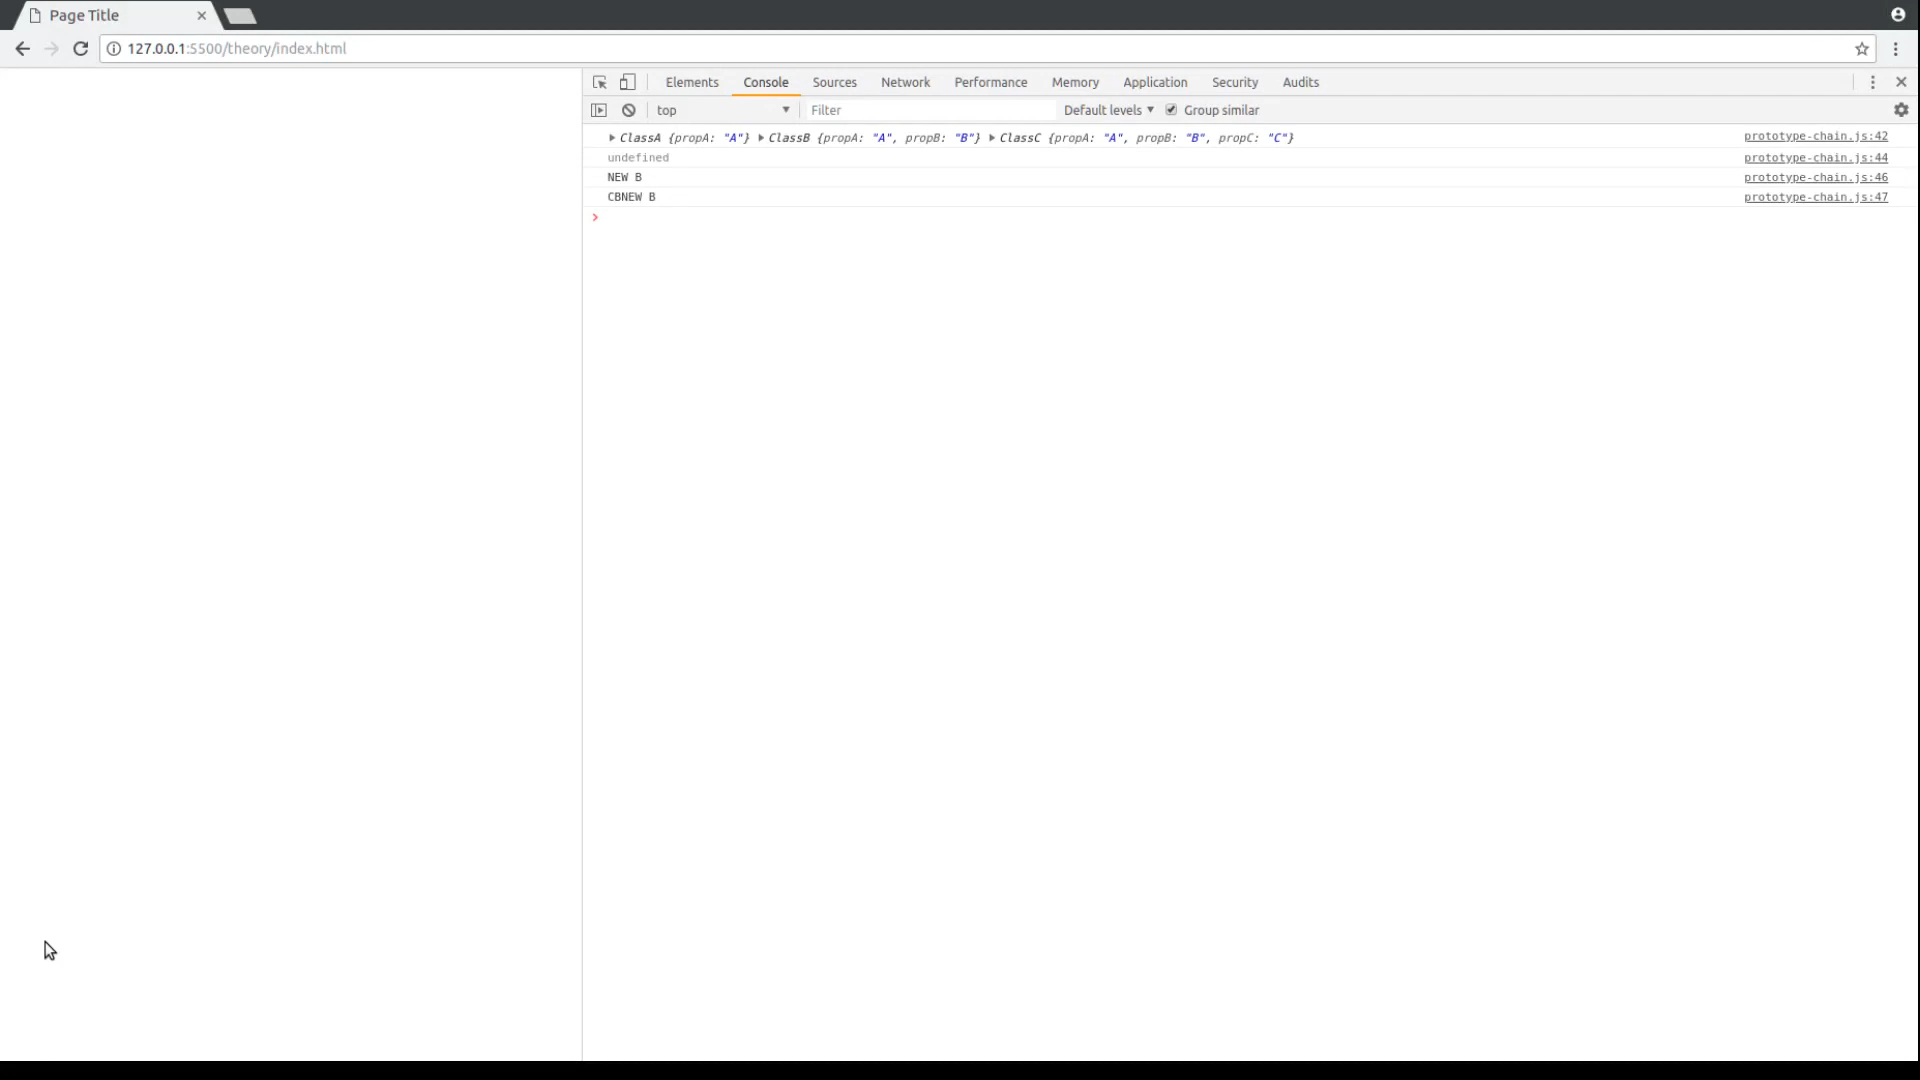 Page Title
127.0.0.1:5500/theory/index.html
Elements Console Sources Network Performance Memory Application Security Audits
top Filter Default levels Group similar
ClassA {propA: "A"} ClassB {propA: "A", propB: "B"} ClassC {propA: "A", propB: "B", propC: "C"} prototype-chain.js:42
undefined prototype-chain.js:44
NEW B prototype-chain.js:46
CBNEW B prototype-chain.js:47